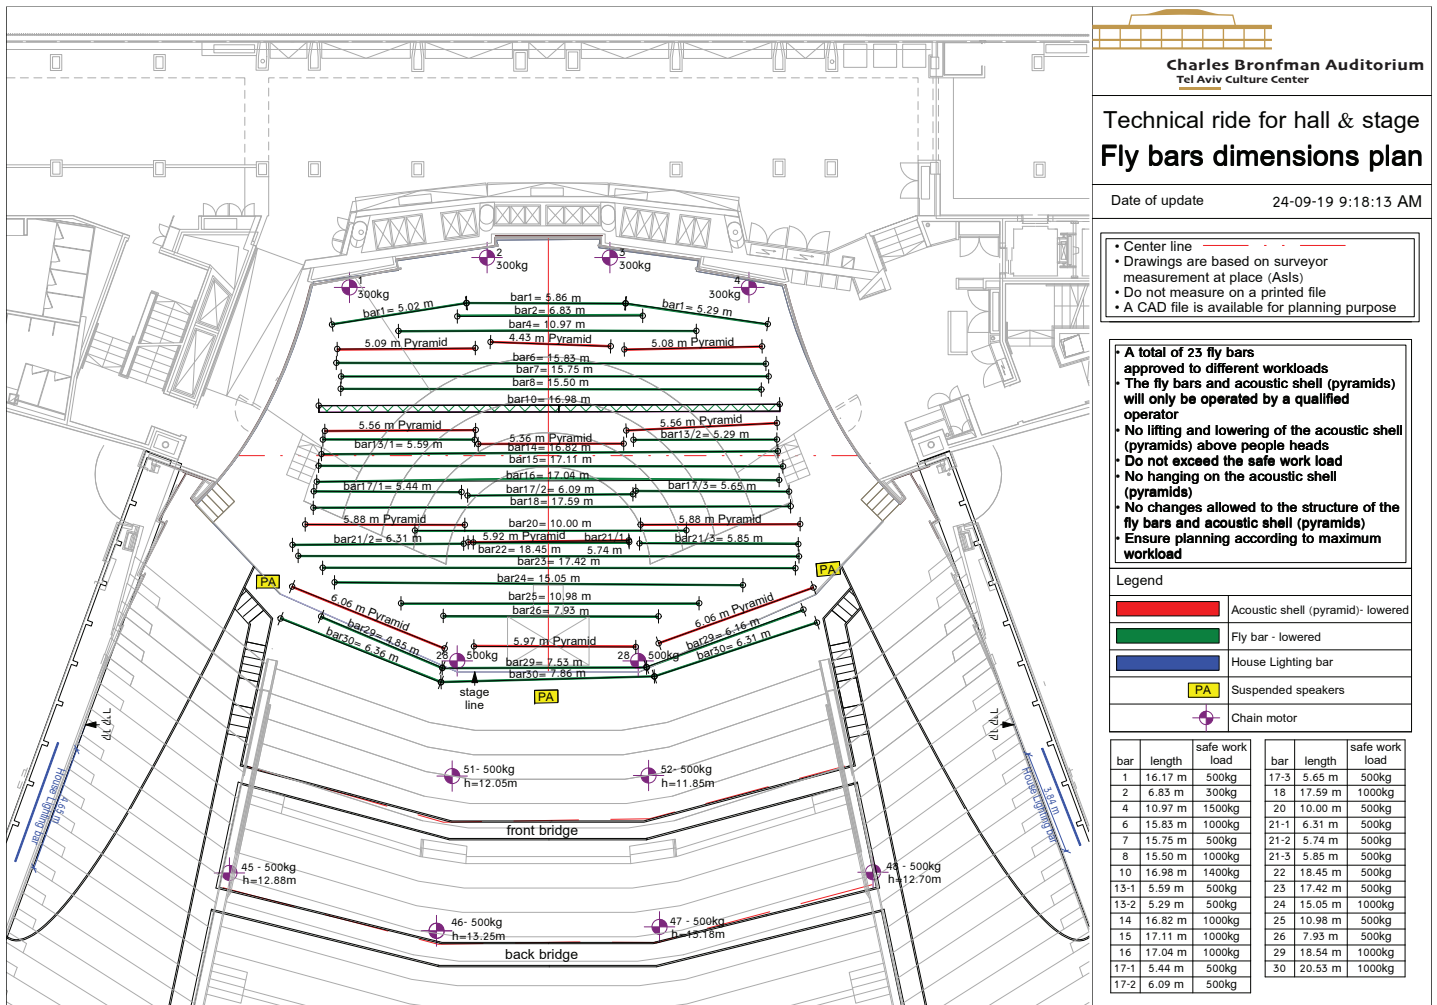 Charles Bronfman Auditorium
Tel Aviv Culture Center
Technical ride for hall & stage
Fly bars dimensions plan
Date of update 24-09-19 9:18:13 AM
• Center line
• Drawings are based on surveyor
measurement at place (AsIs)
• Do not measure on a printed file
• A CAD file is available for planning purpose
• A total of 23 fly bars
approved to different workloads
• The fly bars and acoustic shell (pyramids)
will only be operated by a qualified
operator
• No lifting and lowering of the acoustic shell
(pyramids) above people heads
• Do not exceed the safe work load
• No hanging on the acoustic shell
(pyramids)
• No changes allowed to the structure of the
fly bars and acoustic shell (pyramids)
• Ensure planning according to maximum
workload
Legend
Acoustic shell (pyramid)- lowered
Fly bar - lowered
House Lighting bar
PA Suspended speakers
Chain motor
bar length safe work load
1 16.17 m 500kg
2 6.83 m 300kg
4 10.97 m 1500kg
6 15.83 m 1000kg
7 15.75 m 500kg
8 15.50 m 1000kg
10 16.98 m 1400kg
13-1 5.59 m 500kg
13-2 5.29 m 500kg
14 16.82 m 1000kg
15 17.11 m 1000kg
16 17.04 m 1000kg
17-1 5.44 m 500kg
17-2 6.09 m 500kg
bar length safe work load
17-3 5.65 m 500kg
18 17.59 m 1000kg
20 10.00 m 500kg
21-1 6.31 m 500kg
21-2 5.74 m 500kg
21-3 5.85 m 500kg
22 18.45 m 500kg
23 17.42 m 500kg
24 15.05 m 1000kg
25 10.98 m 500kg
26 7.93 m 500kg
29 18.54 m 1000kg
30 20.53 m 1000kg
2
300kg
3
300kg
1
300kg
4
300kg
bar1= 5.02 m
bar1= 5.86 m
bar1= 5.29 m
bar2= 6.83 m
bar4= 10.97 m
5.09 m Pyramid
4.43 m Pyramid
5.08 m Pyramid
bar6= 15.83 m
bar7= 15.75 m
bar8= 15.50 m
bar10= 16.98 m
5.56 m Pyramid
5.56 m Pyramid
bar13/1= 5.59 m
5.36 m Pyramid
bar13/2= 5.29 m
bar14= 16.82 m
bar15= 17.11 m
bar16= 17.04 m
bar17/1= 5.44 m
bar17/2= 6.09 m
bar17/3= 5.65 m
bar18= 17.59 m
5.88 m Pyramid
bar20= 10.00 m
5.88 m Pyramid
bar21/2= 6.31 m
5.92 m Pyramid
bar21/1
5.74 m
bar21/3= 5.85 m
bar22= 18.45 m
bar23= 17.42 m
bar24= 15.05 m
bar25= 10.98 m
bar26= 7.93 m
PA
PA
6.06 m Pyramid
6.06 m Pyramid
bar29= 4.85 m
bar30= 6.36 m
5.97 m Pyramid
bar29= 6.16 m
bar30= 6.31 m
28 500kg
28 500kg
bar29= 7.53 m
bar30= 7.86 m
stage
line
PA
51- 500kg
h=12.05m
52- 500kg
h=11.85m
front bridge
45 - 500kg
h=12.88m
48 - 500kg
h=12.70m
46- 500kg
h=13.25m
47 - 500kg
h=13.18m
back bridge
4.65 m
House Lighting bar
3.84 m
House Lighting bar